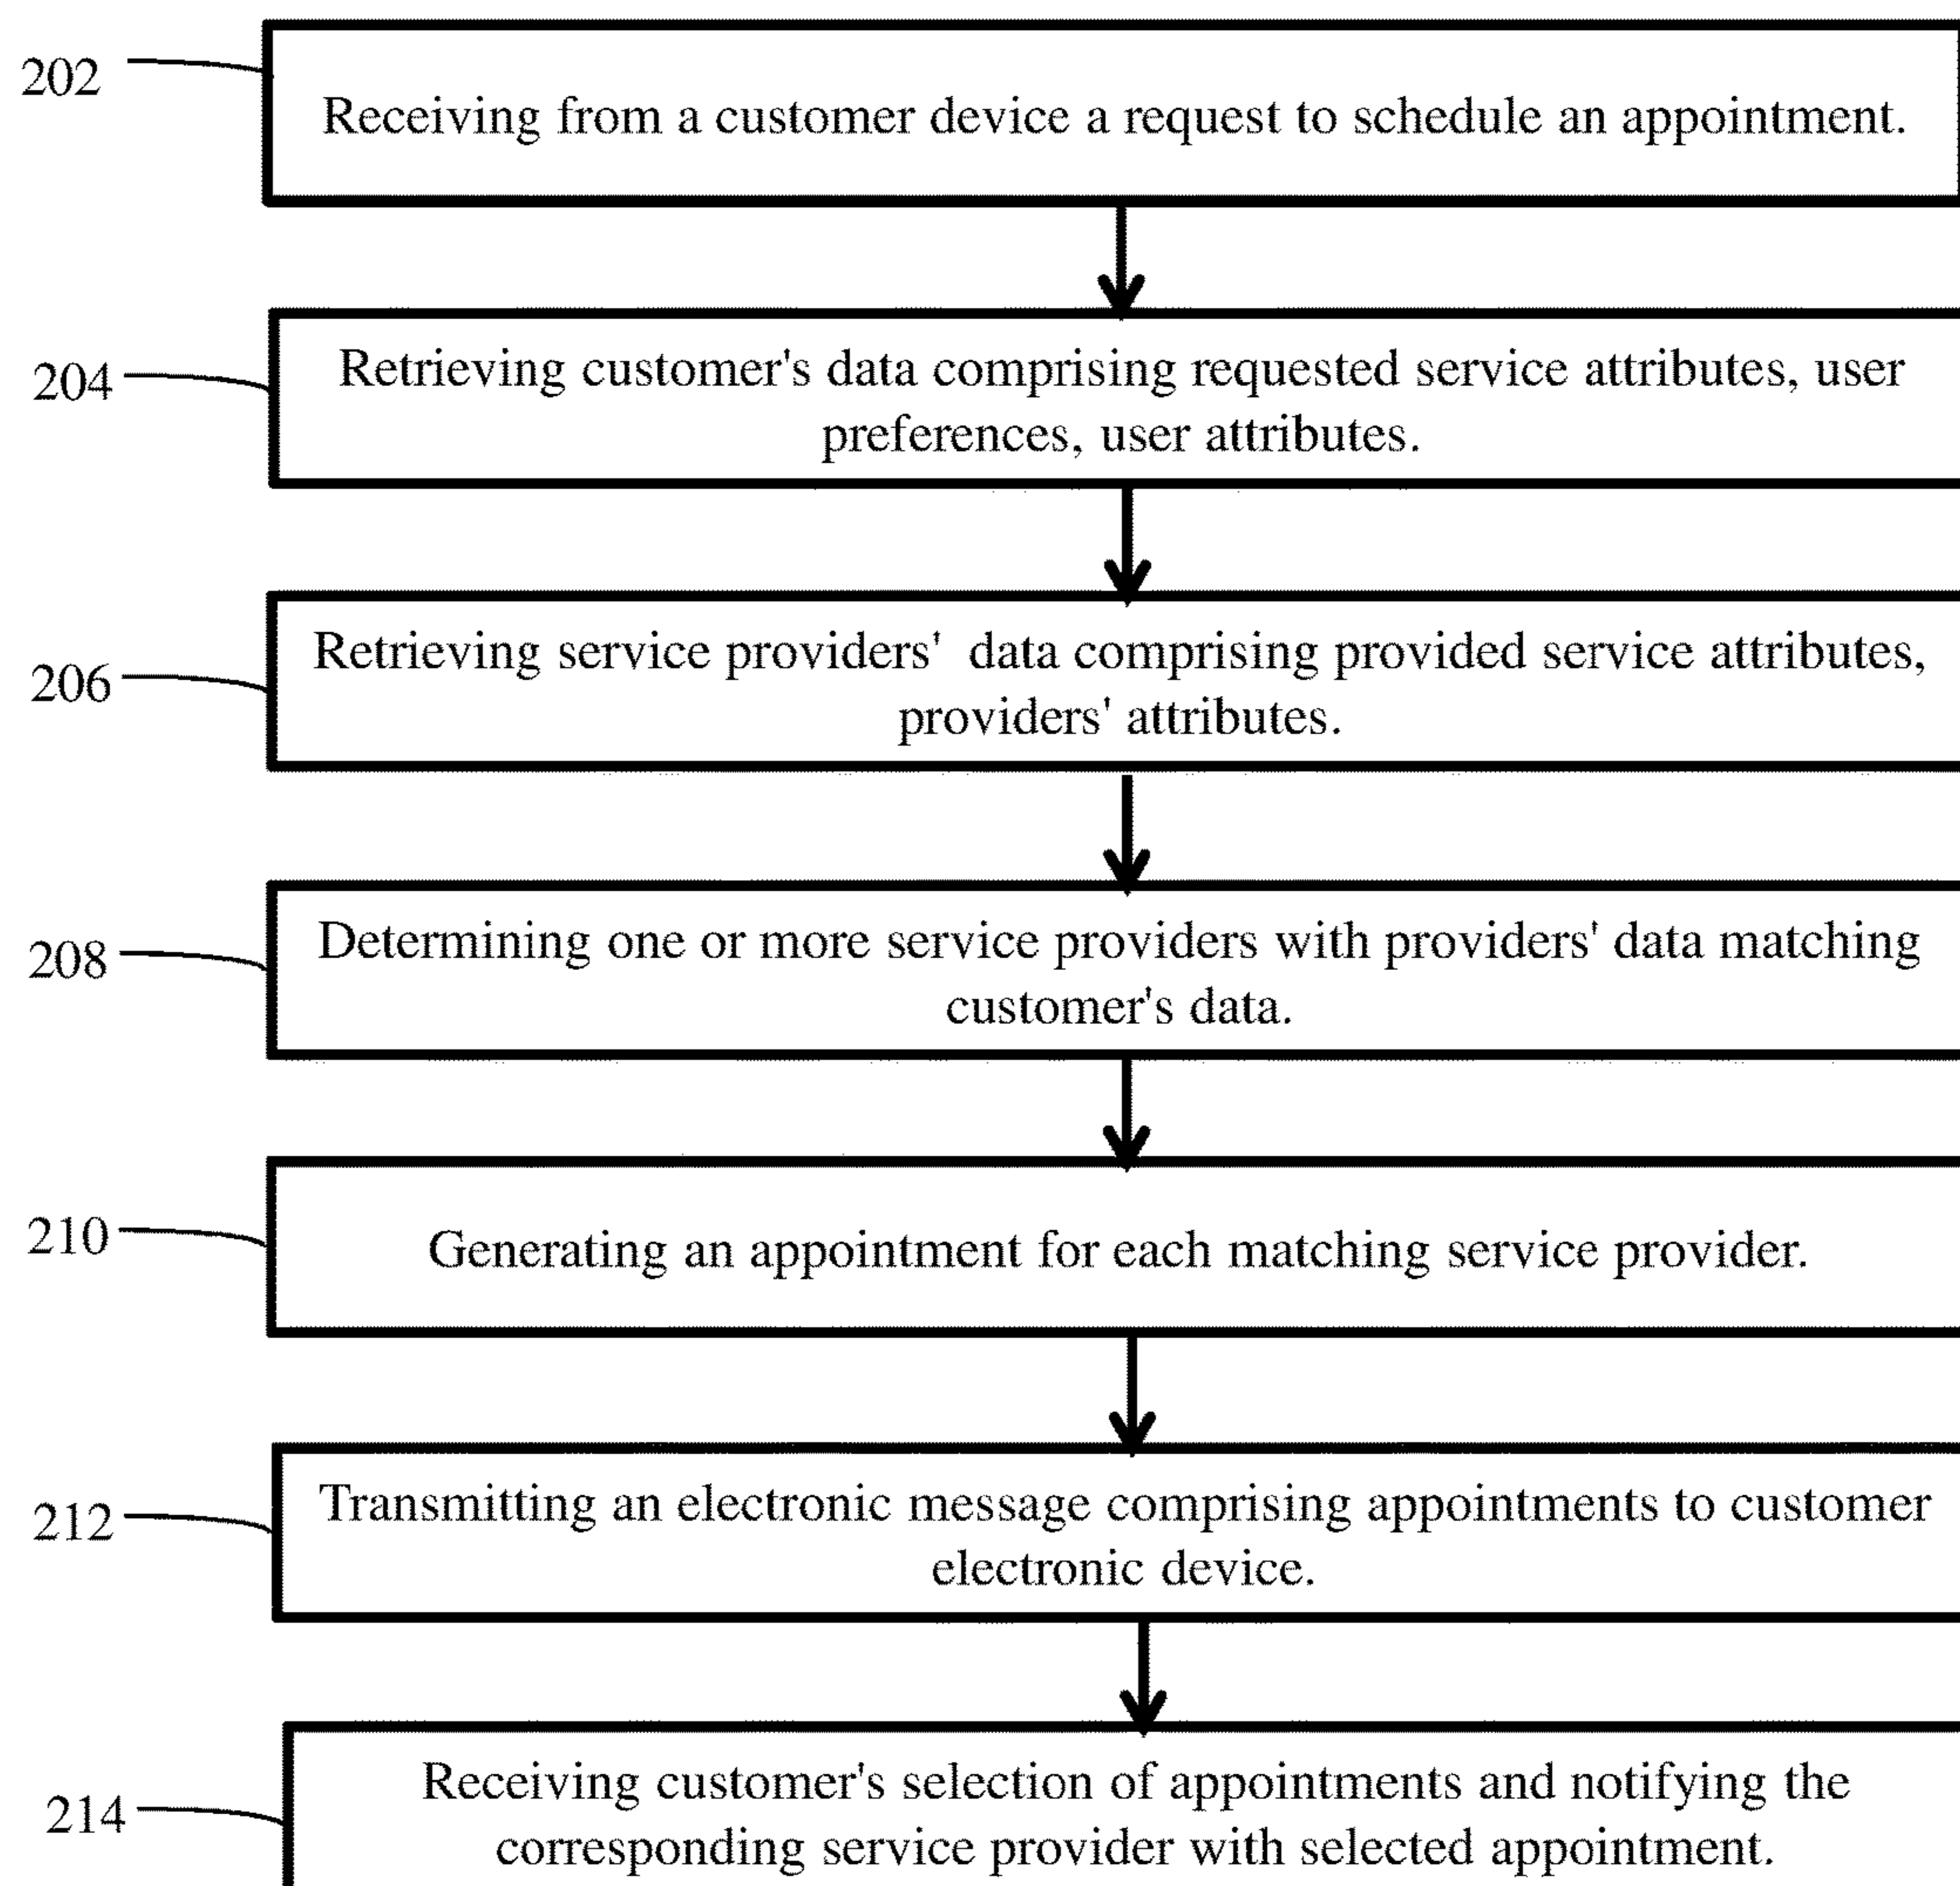 202
Receiving from a customer device a request to schedule an appointment.
204
Retrieving customer's data comprising requested service attributes, user
preferences, user attributes.
206
Retrieving service providers' data comprising provided service attributes,
providers' attributes.
208
Determining one or more service providers with providers' data matching
customer's data.
210
Generating an appointment for each matching service provider.
212
Transmitting an electronic message comprising appointments to customer
electronic device.
214
Receiving customer's selection of appointments and notifying the
corresponding service provider with selected appointment.